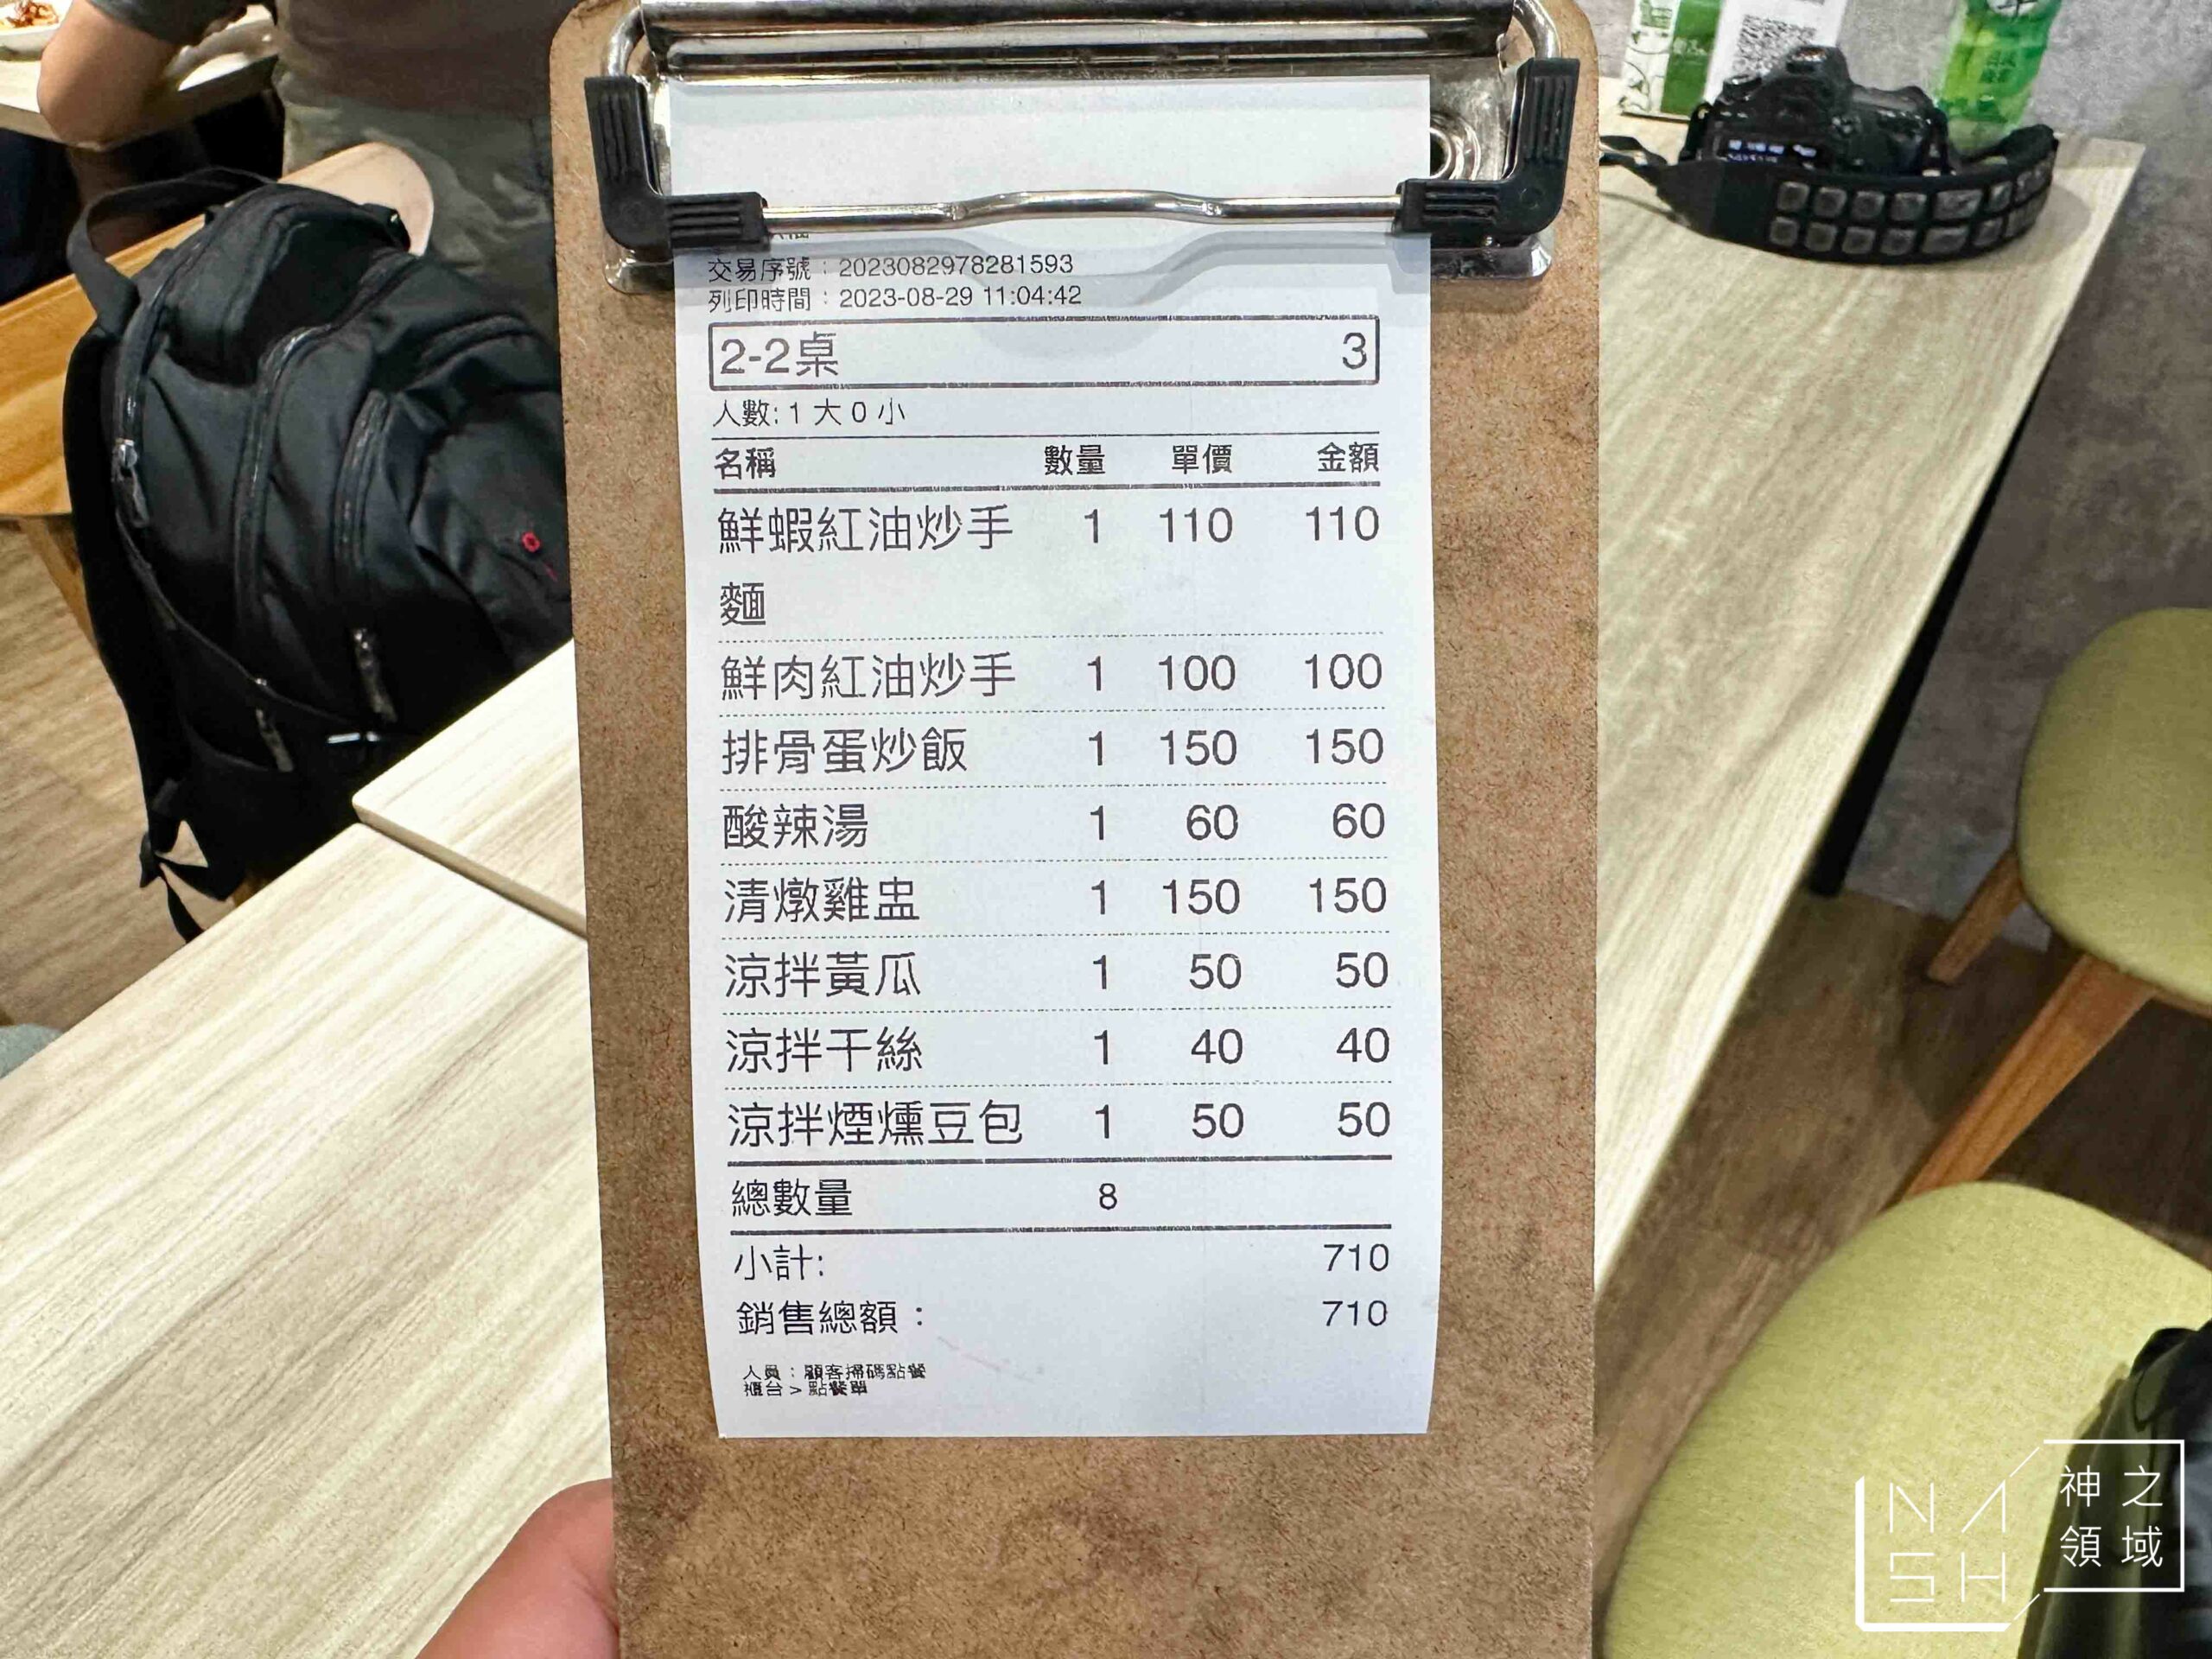 交易序號：2023082978281593
列印時間：2023-08-29 11:04:42
2-2桌 3
人數: 1 大 0 小
名稱 數量 單價 金額
鮮蝦紅油炒手 1 110 110
麵
鮮肉紅油炒手 1 100 100
排骨蛋炒飯 1 150 150
酸辣湯 1 60 60
清燉雞盅 1 150 150
涼拌黃瓜 1 50 50
涼拌干絲 1 40 40
涼拌煙燻豆包 1 50 50
總數量 8
小計: 710
銷售總額： 710
人員：顧客掃碼點餐
櫃台 > 點餐單
NASH
神之
領域